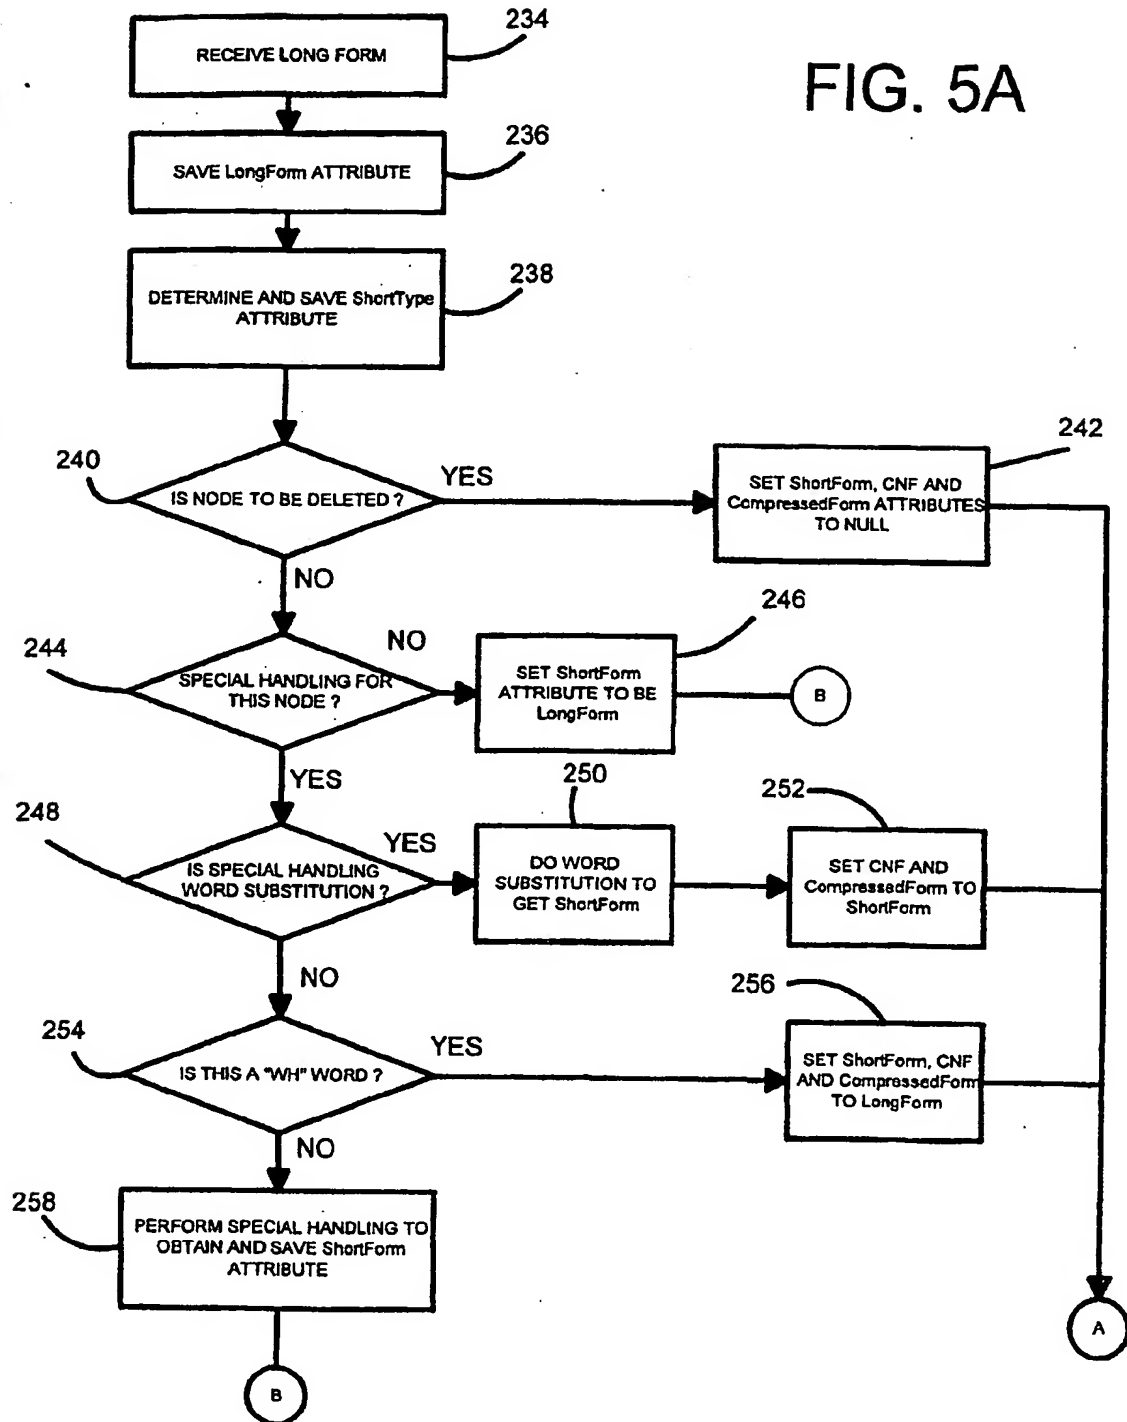 234
RECEIVE LONG FORM
FIG. 5A
236
SAVE LongForm ATTRIBUTE
238
DETERMINE AND SAVE ShortType
ATTRIBUTE
240
IS NODE TO BE DELETED ?
YES
242
SET ShortForm, CNF AND
CompressedForm ATTRIBUTES
TO NULL
NO
244
SPECIAL HANDLING FOR
THIS NODE ?
NO
246
SET ShortForm
ATTRIBUTE TO BE
LongForm
B
YES
248
IS SPECIAL HANDLING
WORD SUBSTITUTION ?
YES
250
DO WORD
SUBSTITUTION TO
GET ShortForm
252
SET CNF AND
CompressedForm TO
ShortForm
NO
254
IS THIS A "WH" WORD ?
YES
256
SET ShortForm, CNF
AND CompressedForm
TO LongForm
NO
258
PERFORM SPECIAL HANDLING TO
OBTAIN AND SAVE ShortForm
ATTRIBUTE
A
B